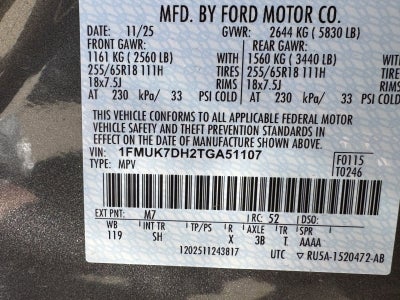 MFD. BY FORD MOTOR CO.
DATE: 11/25 GVWR: 2644 KG ( 5830 LB)
FRONT GAWR: REAR GAWR:
1161 KG ( 2560 LB) 1560 KG ( 3440 LB)
255/65R18 111H TIRES 255/65R18 111H TIRES
18x7.5J RIMS 18x7.5J RIMS
AT 230 kPa/ 33 PSI COLD AT 230 kPa/ 33 PSI COLD
THIS VEHICLE CONFORMS TO ALL APPLICABLE FEDERAL MOTOR
VEHICLE SAFETY AND THEFT PREVENTION STANDARDS IN
EFFECT ON THE DATE OF MANUFACTURE SHOWN ABOVE.
VIN: 1FMUK7DH2TGA51107
TYPE: MPV
F0115
T0246
EXT PNT: M7 RC: 52 DSO:
WB INT TR TP/PS R AXLE TR SPR
119 SH X 3B T AAAA
1202511243817 UTC RU5A-1520472-AB